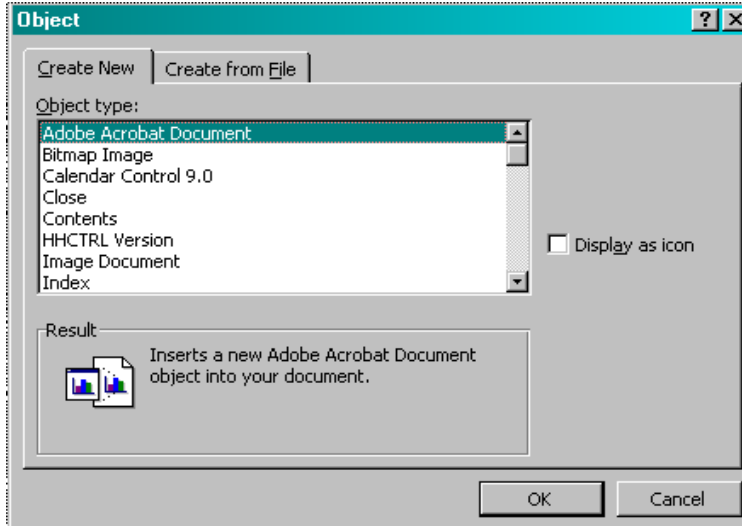 Object
Create New
Create from File
Object type:
Adobe Acrobat Document
Bitmap Image
Calendar Control 9.0
Close
Contents
HHCTRL Version
Image Document
Index
Display as icon
Result
Inserts a new Adobe Acrobat Document
object into your document.
OK
Cancel